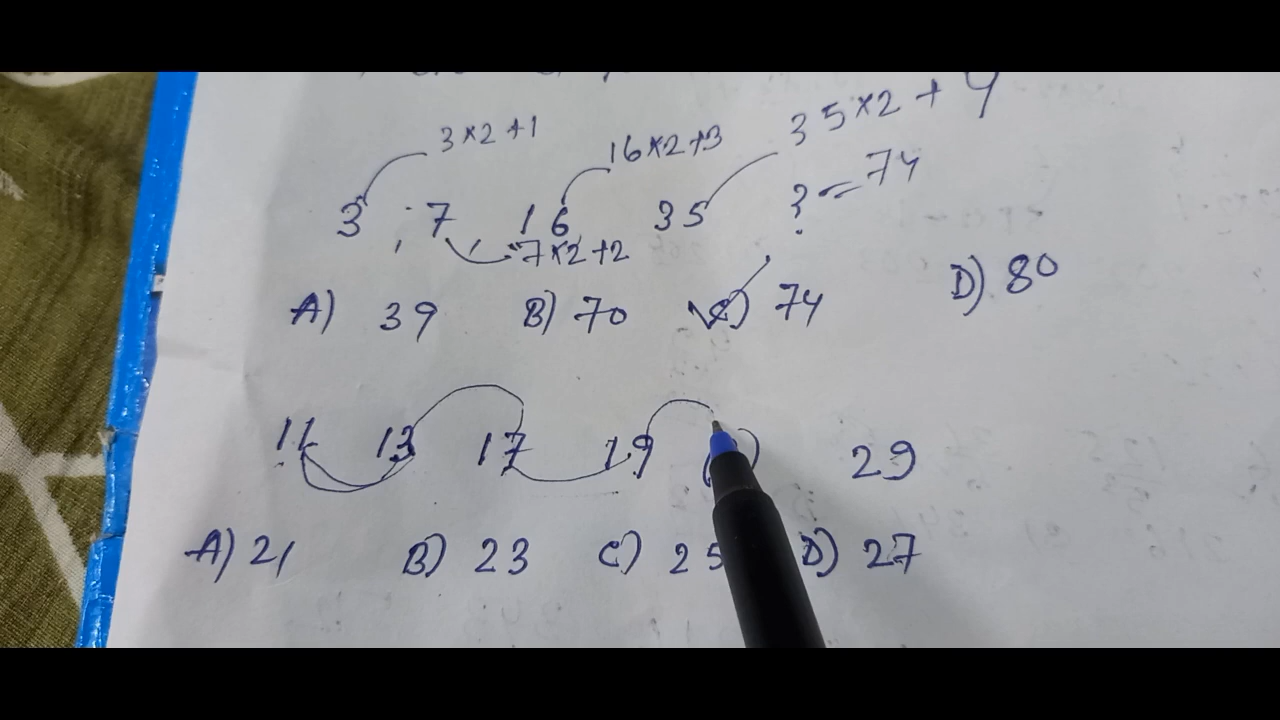 3×2+1 16×2+3 35×2+4
3, 7, 16, 35 ?=74
7×2+2
A) 39 B) 70 C) 74 D) 80
11 13 17 19 ( ) 29
A) 21 B) 23 C) 25 D) 27